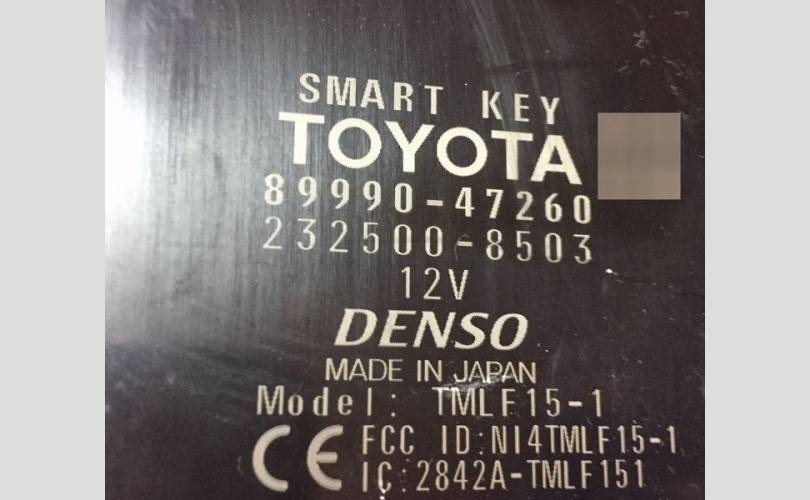 SMART KEY
TOYOTA
89990-47260
232500-8503
12V
DENSO
MADE IN JAPAN
Model: TMLF15-1
CE FCC ID:NI4TMLF15-1
IC:2842A-TMLF151